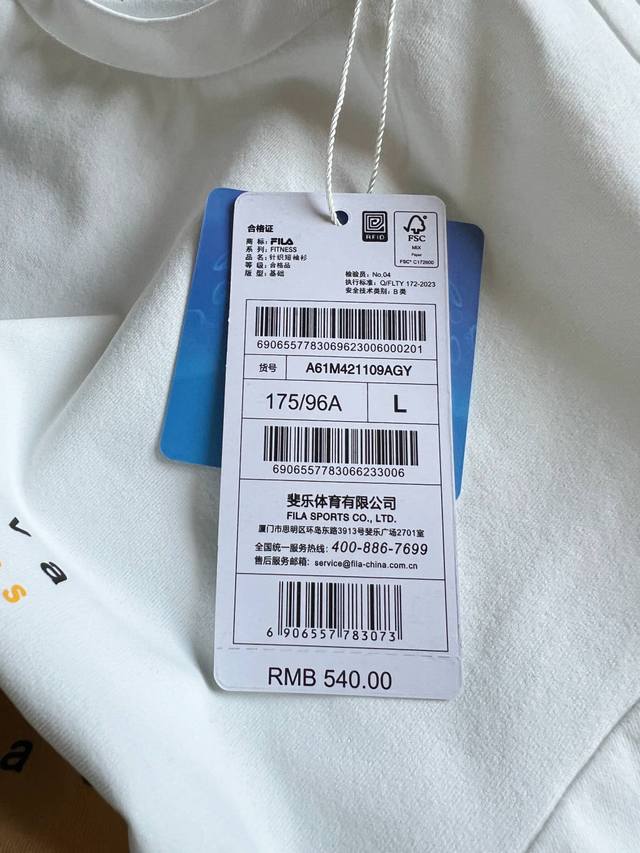 合格证
商 标: FILA
系 列: FITNESS
品 名: 针织短袖衫
等 级: 合格品
版 型: 基础
RFID
FSC
MIX
Paper
FSC® C172600
检验员: No,04
执行标准: Q/FLTY 172-2023
安全技术类别: B 类
6906557783069623006000201
货号 A61M421109AGY
175/96A L
6906557783066233006
斐乐体育有限公司
FILA SPORTS CO., LTD.
厦门市思明区环岛东路3913号斐乐广场2701室
全国统一服务热线: 400-886-7699
售后服务邮箱: service@fila-china.com.cn
6 906557 783073
RMB 540.00
v a
s
a